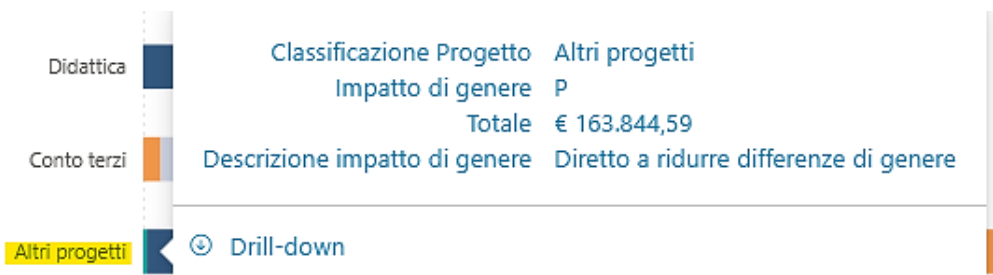 Didattica
Conto terzi
Altri progetti
Classificazione Progetto Altri progetti
Impatto di genere P
Totale € 163.844,59
Descrizione impatto di genere Diretto a ridurre differenze di genere
Drill-down